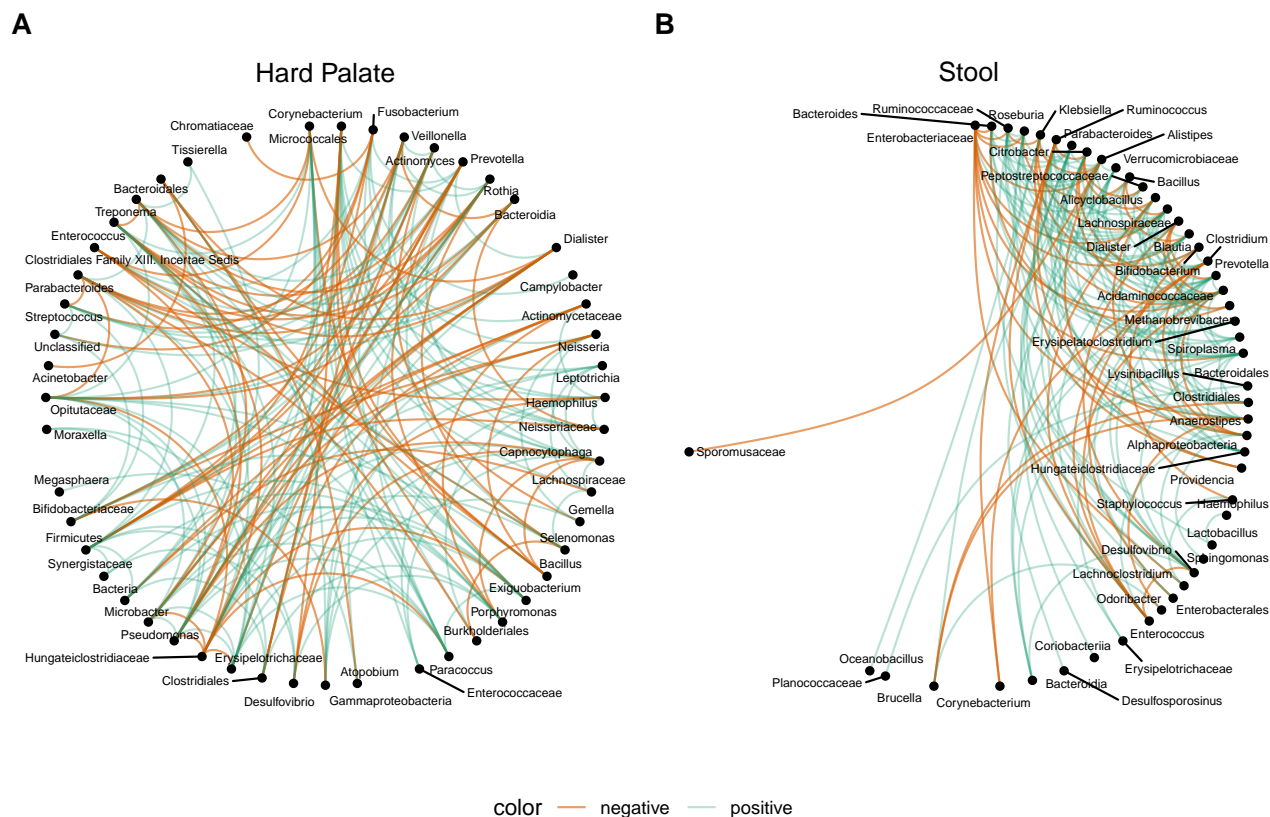 A
B
Hard Palate
Stool
Corynebacterium
Fusobacterium
Chromatiaceae
Micrococcales
Veillonella
Tissierella
Actinomyces
Prevotella
Bacteroidales
Rothia
Treponema
Bacteroidia
Enterococcus
Dialister
Clostridiales Family XIII. Incertae Sedis
Parabacteroides
Campylobacter
Streptococcus
Actinomycetaceae
Unclassified
Neisseria
Acinetobacter
Leptotrichia
Opitutaceae
Haemophilus
Moraxella
Neisseriaceae
Capnocytophaga
Megasphaera
Lachnospiraceae
Bifidobacteriaceae
Gemella
Firmicutes
Selenomonas
Synergistaceae
Bacillus
Bacteria
Exiguobacterium
Microbacter
Porphyromonas
Pseudomonas
Burkholderiales
Hungateiclostridiaceae
Erysipelotrichaceae
Clostridiales
Atopobium
Paracoccus
Desulfovibrio
Gammaproteobacteria
Enterococcaceae
Bacteroides
Ruminococcaceae
Roseburia
Klebsiella
Ruminococcus
Enterobacteriaceae
Parabacteroides
Alistipes
Citrobacter
Verrucomicrobiaceae
Peptostreptococcaceae
Bacillus
Alicyclobacillus
Lachnospiraceae
Dialister
Blautia
Clostridium
Bifidobacterium
Prevotella
Acidaminococcaceae
Methanobrevibacter
Erysipelatoclostridium
Spiroplasma
Lysinibacillus
Bacteroidales
Clostridiales
Anaerostipes
Alphaproteobacteria
Sporomusaceae
Hungateiclostridiaceae
Providencia
Staphylococcus
Haemophilus
Lactobacillus
Desulfovibrio
Sphingomonas
Lachnoclostridium
Odoribacter
Enterobacterales
Enterococcus
Coriobacteriia
Oceanobacillus
Erysipelotrichaceae
Planococcaceae
Bacteroidia
Brucella
Corynebacterium
Desulfosporosinus
color
negative
positive